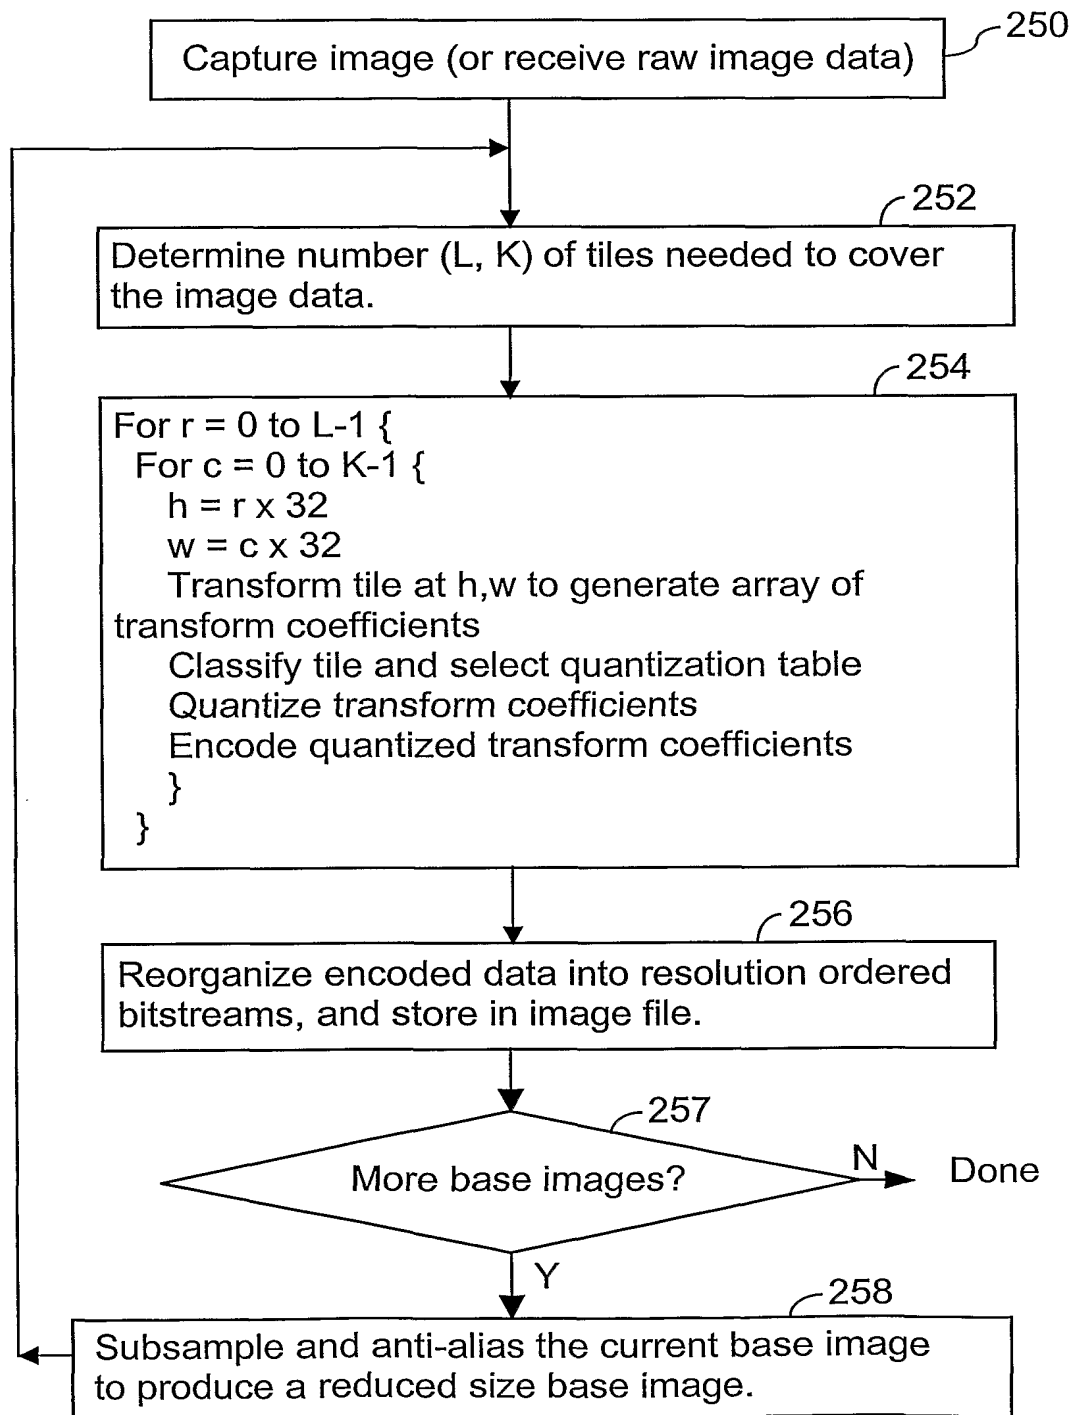 Capture image (or receive raw image data)
250
252
Determine number (L, K) of tiles needed to cover
the image data.
254
For r = 0 to L-1 {
For c = 0 to K-1 {
h = r x 32
w = c x 32
Transform tile at h,w to generate array of
transform coefficients
Classify tile and select quantization table
Quantize transform coefficients
Encode quantized transform coefficients
}
}
256
Reorganize encoded data into resolution ordered
bitstreams, and store in image file.
257
More base images?
N
Done
Y
258
Subsample and anti-alias the current base image
to produce a reduced size base image.